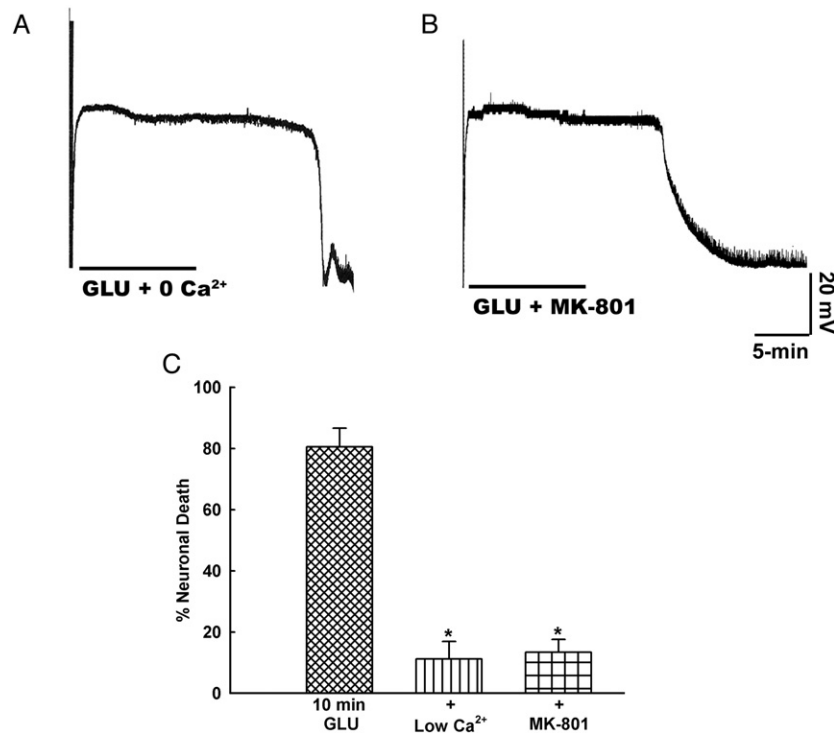 A
B
GLU + 0 Ca²⁺
GLU + MK-801
20 mV
5-min
C
100
80
60
40
20
0
% Neuronal Death
*
*
10 min
GLU
+
Low Ca²⁺
+
MK-801